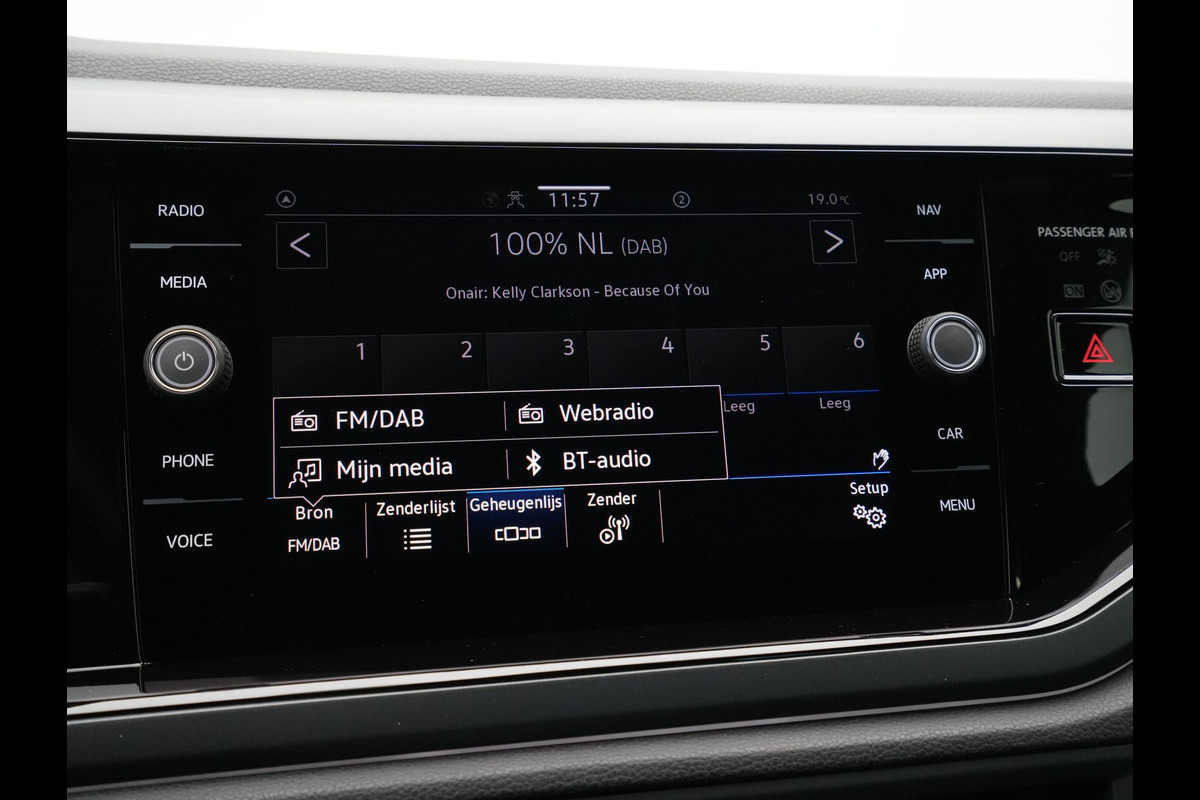 RADIO
MEDIA
PHONE
VOICE
11:57
2
19.0°C
<
100% NL (DAB)
>
Onair: Kelly Clarkson - Because Of You
1 2 3 4 5 6
Leeg Leeg
FM/DAB Webradio
Mijn media BT-audio
Bron
FM/DAB
Zenderlijst
Geheugenlijs
Zender
Setup
NAV
APP
CAR
MENU
PASSENGER AIR
OFF
ON